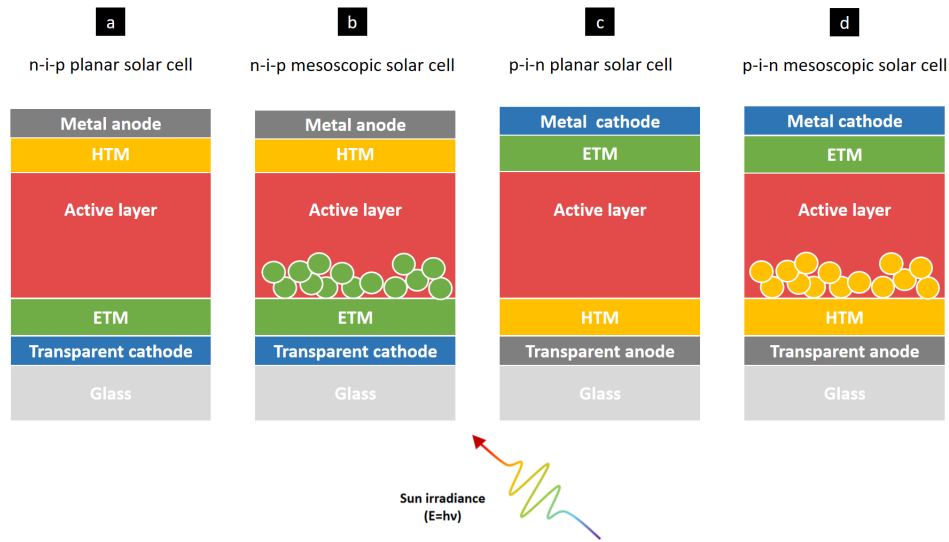 a
b
c
d
n-i-p planar solar cell
n-i-p mesoscopic solar cell
p-i-n planar solar cell
p-i-n mesoscopic solar cell
Metal anode
HTM
Active layer
ETM
Transparent cathode
Glass
Metal anode
HTM
Active layer
ETM
Transparent cathode
Glass
Metal cathode
ETM
Active layer
HTM
Transparent anode
Glass
Metal cathode
ETM
Active layer
HTM
Transparent anode
Glass
Sun irradiance
(E=hv)